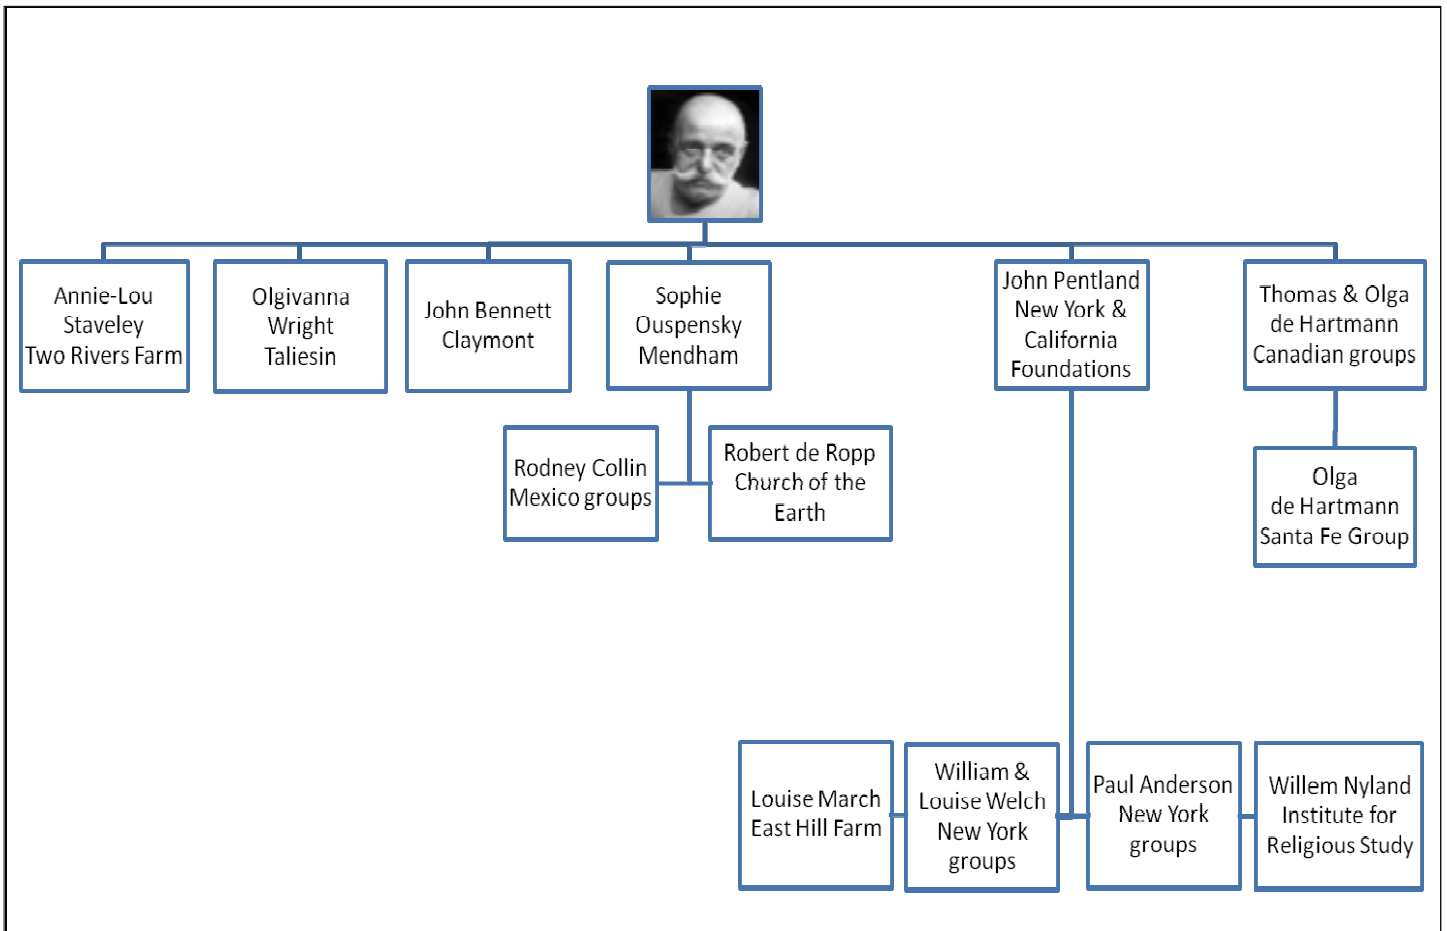 Annie-Lou
Staveley
Two Rivers Farm
Olgivanna
Wright
Taliesin
John Bennett
Claymont
Sophie
Ouspensky
Mendham
John Pentland
New York &
California
Foundations
Thomas & Olga
de Hartmann
Canadian groups
Rodney Collin
Mexico groups
Robert de Ropp
Church of the
Earth
Olga
de Hartmann
Santa Fe Group
Louise March
East Hill Farm
William &
Louise Welch
New York
groups
Paul Anderson
New York
groups
Willem Nyland
Institute for
Religious Study